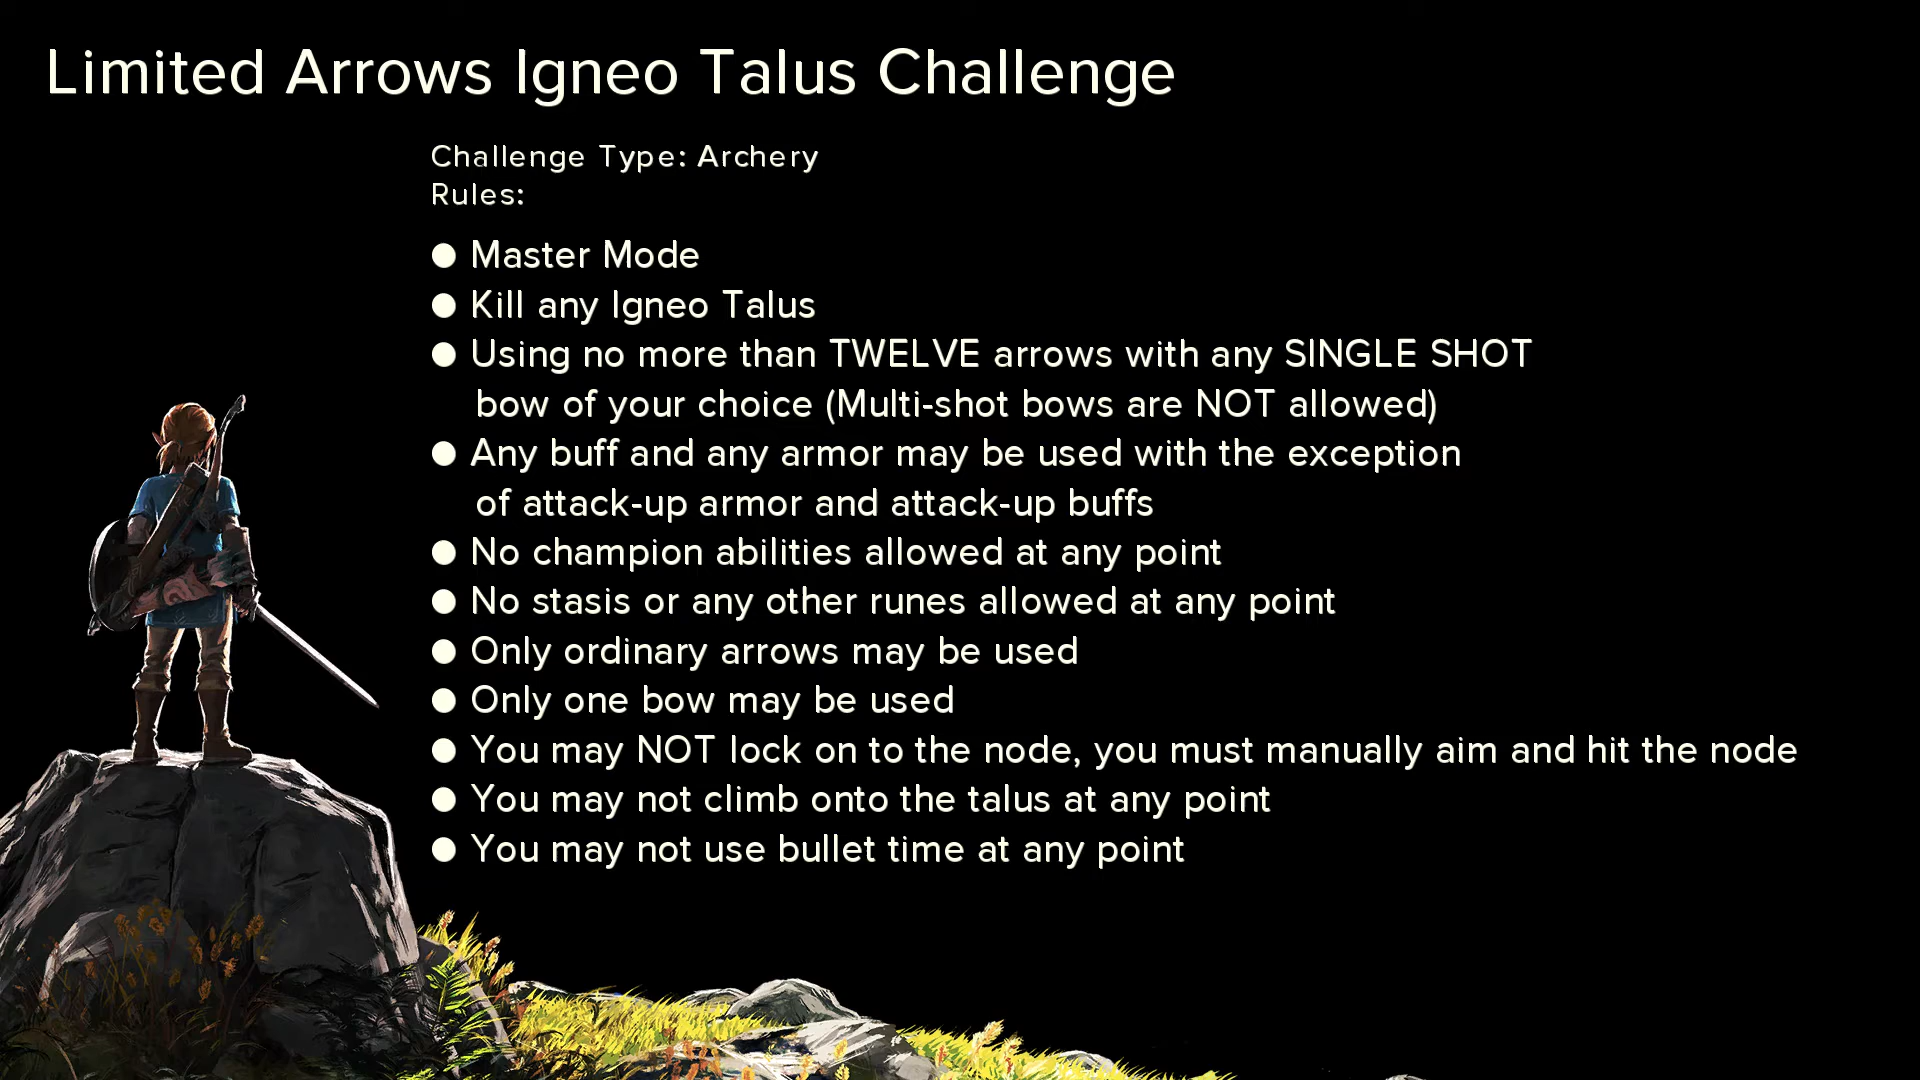 Limited Arrows Igneo Talus Challenge
Challenge Type: Archery
Rules:
● Master Mode
● Kill any Igneo Talus
● Using no more than TWELVE arrows with any SINGLE SHOT
bow of your choice (Multi-shot bows are NOT allowed)
● Any buff and any armor may be used with the exception
of attack-up armor and attack-up buffs
● No champion abilities allowed at any point
● No stasis or any other runes allowed at any point
● Only ordinary arrows may be used
● Only one bow may be used
● You may NOT lock on to the node, you must manually aim and hit the node
● You may not climb onto the talus at any point
● You may not use bullet time at any point